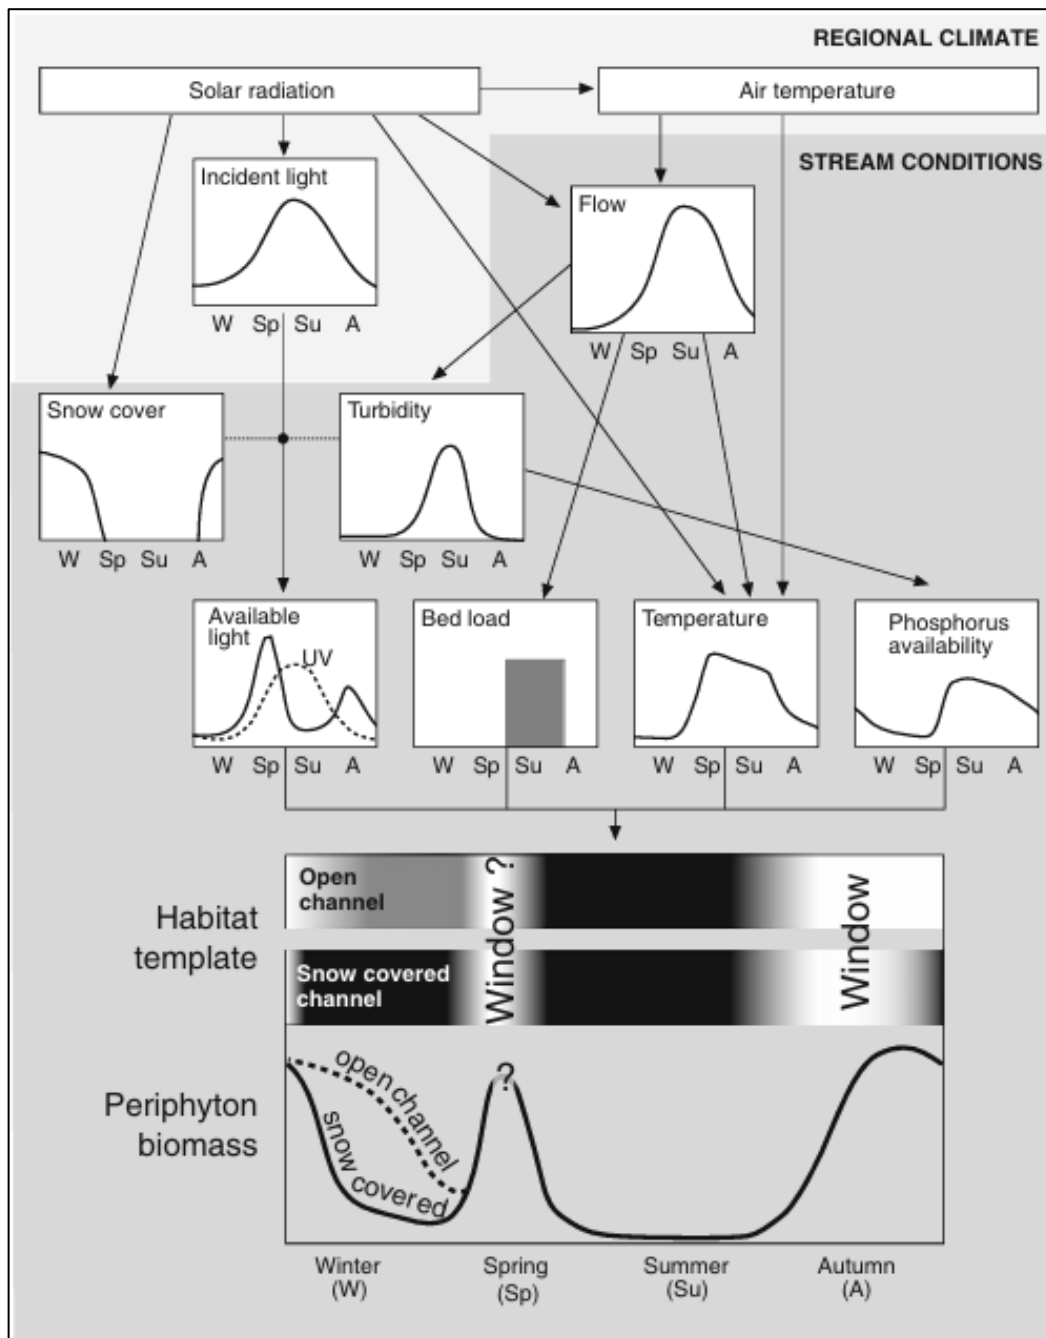 REGIONAL CLIMATE
Solar radiation
Air temperature
STREAM CONDITIONS
Incident light
W Sp Su A
Flow
W Sp Su A
Snow cover
W Sp Su A
Turbidity
W Sp Su A
Available
light
UV
W Sp Su A
Bed load
W Sp Su A
Temperature
W Sp Su A
Phosphorus
availability
W Sp Su A
Habitat
template
Open
channel
Snow covered
channel
Window ?
Window
Periphyton
biomass
open channel
snow covered
?
Winter
(W)
Spring
(Sp)
Summer
(Su)
Autumn
(A)